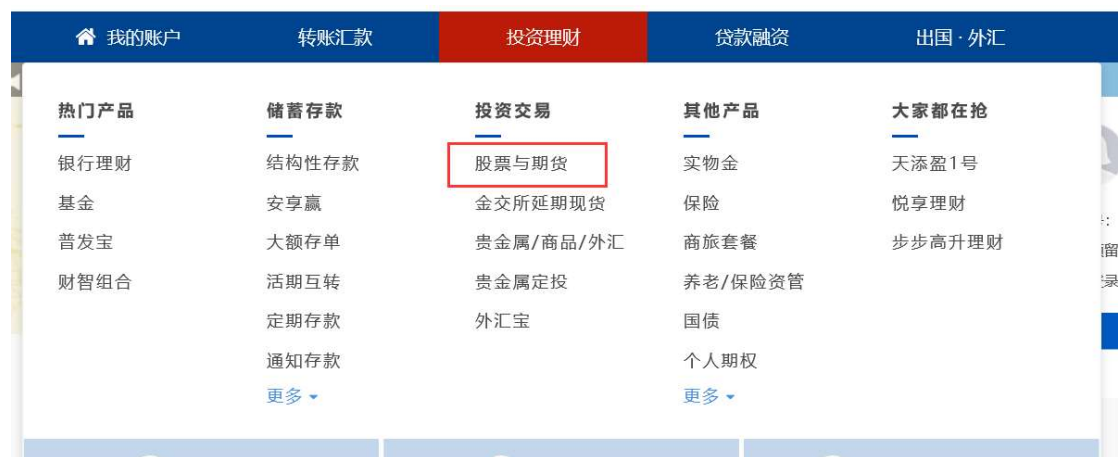 我的账户
转账汇款
投资理财
贷款融资
出国·外汇
热门产品
银行理财
基金
普发宝
财智组合
储蓄存款
结构性存款
安享赢
大额存单
活期互转
定期存款
通知存款
更多
投资交易
股票与期货
金交所延期现货
贵金属/商品/外汇
贵金属定投
外汇宝
其他产品
实物金
保险
商旅套餐
养老/保险资管
国债
个人期权
更多
大家都在抢
天添盈1号
悦享理财
步步高升理财